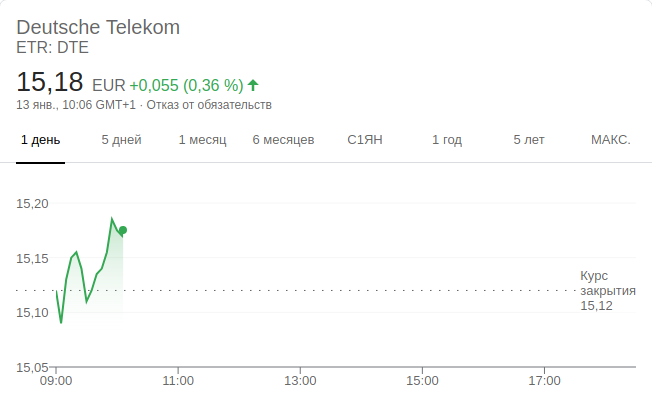 Deutsche Telekom
ETR: DTE
15,18 EUR +0,055 (0,36 %)
13 янв., 10:06 GMT+1 · Отказ от обязательств
1 день 5 дней 1 месяц 6 месяцев С1ЯН 1 год 5 лет МАКС.
15,20
15,15
Курс
закрытия
15,12
15,10
15,05
09:00 11:00 13:00 15:00 17:00